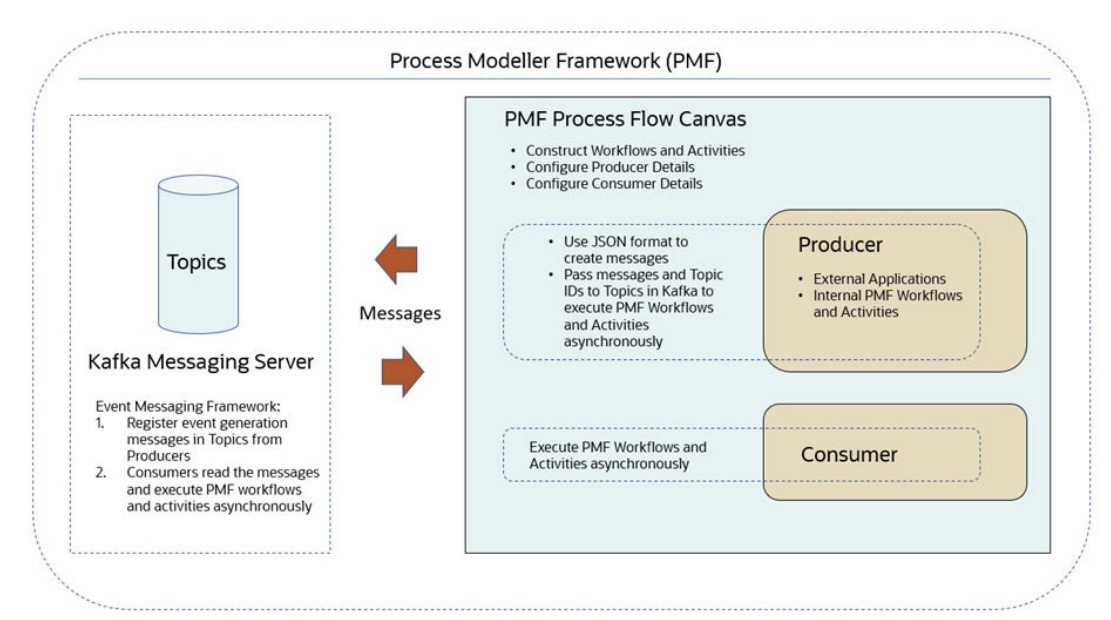 Process Modeller Framework (PMF)
Topics
Kafka Messaging Server
Event Messaging Framework:
1. Register event generation
messages in Topics from
Producers
2. Consumers read the messages
and execute PMF workflows
and activities asynchronously
Messages
PMF Process Flow Canvas
• Construct Workflows and Activities
• Configure Producer Details
• Configure Consumer Details
• Use JSON format to
create messages
• Pass messages and Topic
IDs to Topics in Kafka to
execute PMF Workflows
and Activities
asynchronously
Producer
• External Applications
• Internal PMF Workflows
and Activities
Execute PMF Workflows and
Activities asynchronously
Consumer